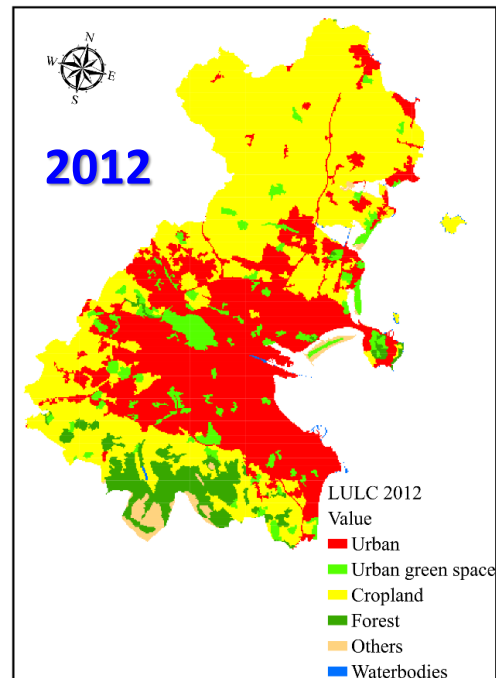 N
W
E
S
2012
LULC 2012
Value
Urban
Urban green space
Cropland
Forest
Others
Waterbodies